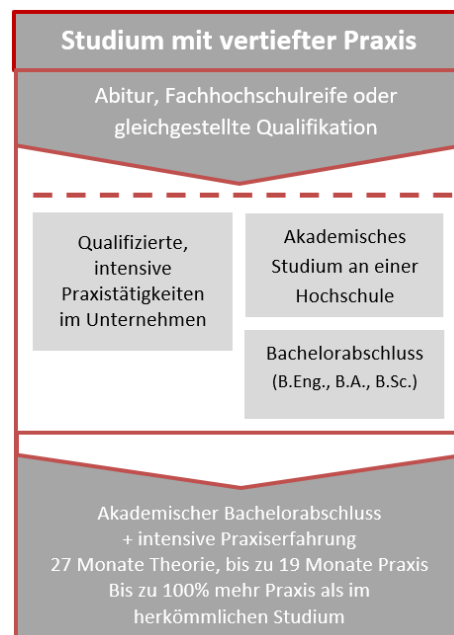 Studium mit vertiefter Praxis
Abitur, Fachhochschulreife oder
gleichgestellte Qualifikation
Qualifizierte,
intensive
Praxistätigkeiten
im Unternehmen
Akademisches
Studium an einer
Hochschule
Bachelorabschluss
(B.Eng., B.A., B.Sc.)
Akademischer Bachelorabschluss
+ intensive Praxiserfahrung
27 Monate Theorie, bis zu 19 Monate Praxis
Bis zu 100% mehr Praxis als im
herkömmlichen Studium